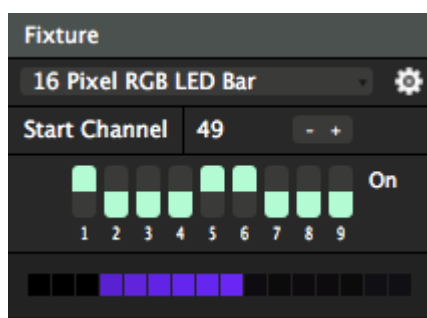 Fixture
16 Pixel RGB LED Bar
Start Channel 49 - +
On
1 2 3 4 5 6 7 8 9